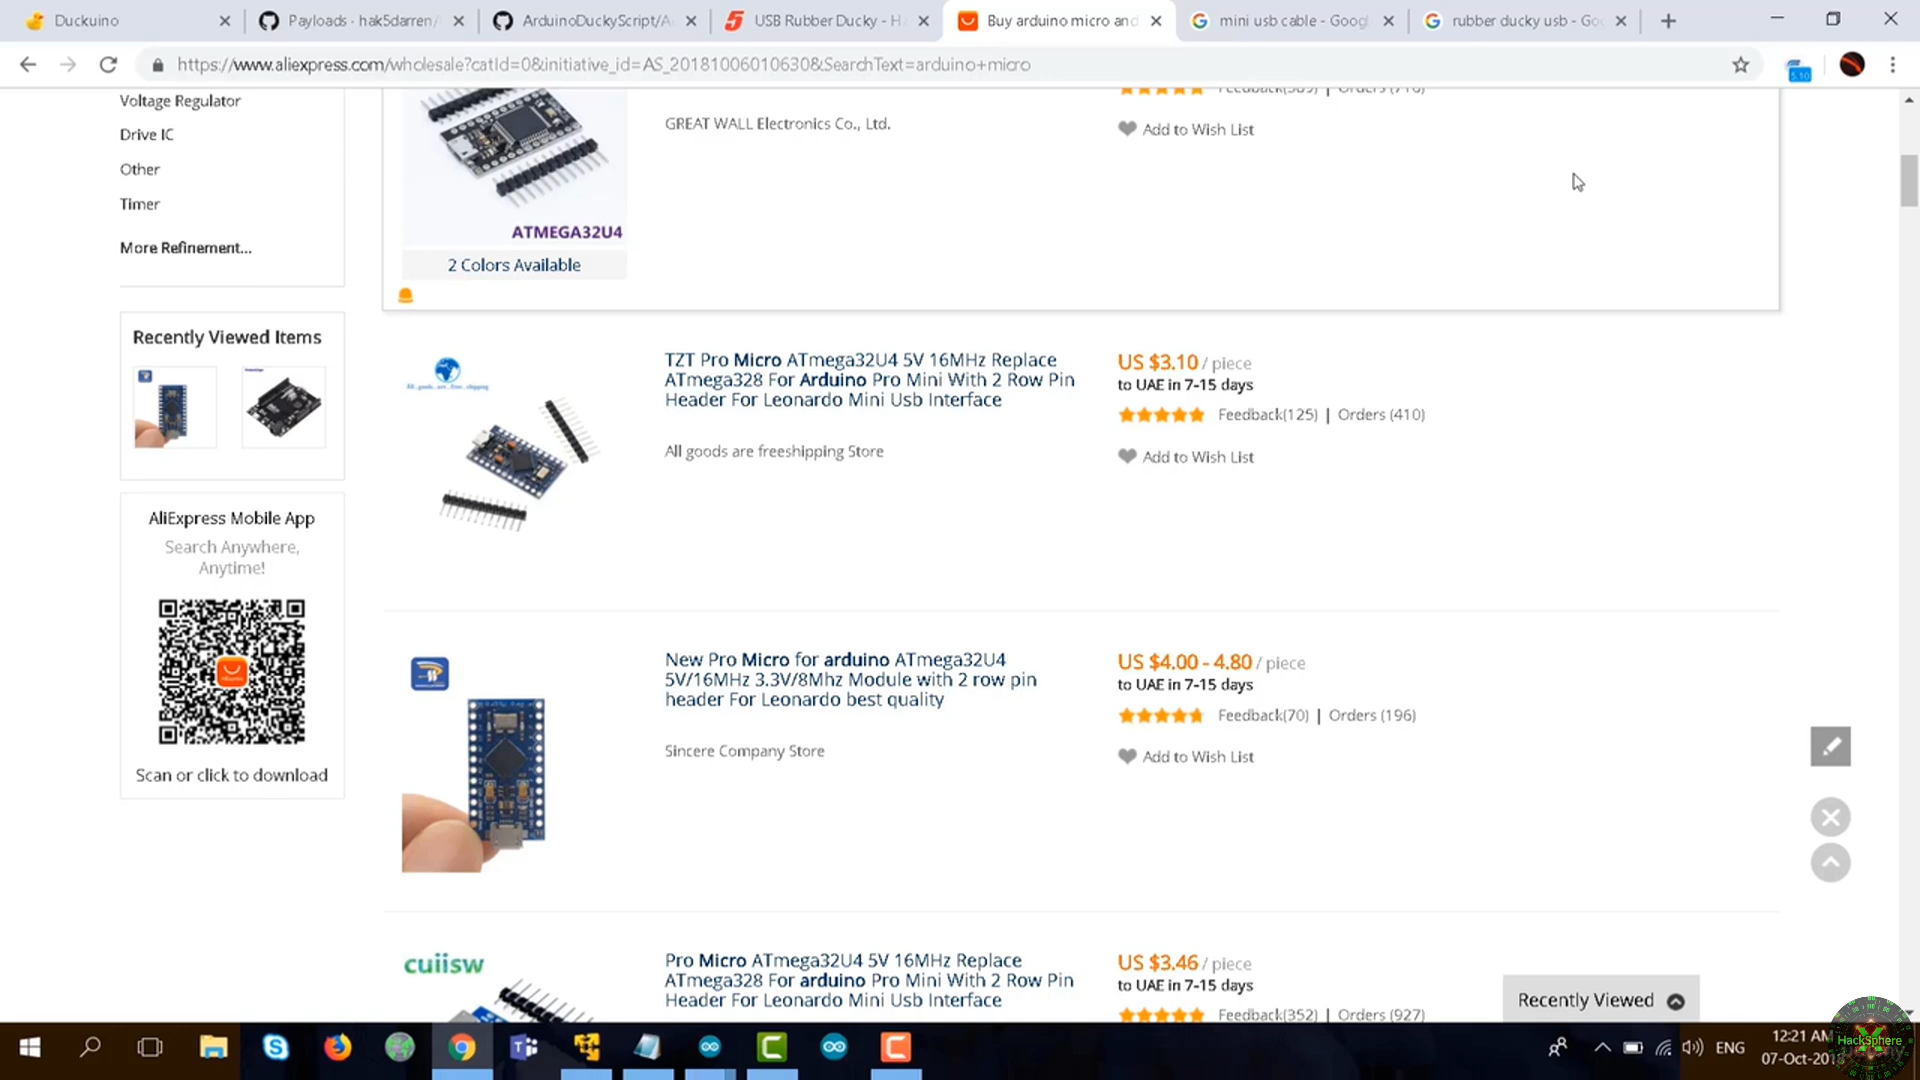 Duckuino
Payloads · hak5darren/
ArduinoDuckyScript/A
USB Rubber Ducky - H
Buy arduino micro and
mini usb cable - Goog
rubber ducky usb - Go
https://www.aliexpress.com/wholesale?catId=0&initiative_id=AS_20181006010630&SearchText=arduino+micro
5.10
Voltage Regulator
Drive IC
Other
Timer
More Refinement...
ATMEGA32U4
2 Colors Available
GREAT WALL Electronics Co., Ltd.
Feedback(589) | Orders (716)
Add to Wish List
Recently Viewed Items
AliExpress Mobile App
Search Anywhere,
Anytime!
Scan or click to download
TZT Pro Micro ATmega32U4 5V 16MHz Replace
ATmega328 For Arduino Pro Mini With 2 Row Pin
Header For Leonardo Mini Usb Interface
All goods are freeshipping Store
US $3.10 / piece
to UAE in 7-15 days
Feedback(125) | Orders (410)
Add to Wish List
New Pro Micro for arduino ATmega32U4
5V/16MHz 3.3V/8Mhz Module with 2 row pin
header For Leonardo best quality
Sincere Company Store
US $4.00 - 4.80 / piece
to UAE in 7-15 days
Feedback(70) | Orders (196)
Add to Wish List
cuiisw
Pro Micro ATmega32U4 5V 16MHz Replace
ATmega328 For arduino Pro Mini With 2 Row Pin
Header For Leonardo Mini Usb Interface
US $3.46 / piece
to UAE in 7-15 days
Feedback(352) | Orders (927)
Recently Viewed
ENG
12:21 AM
07-Oct-201
HackSphere